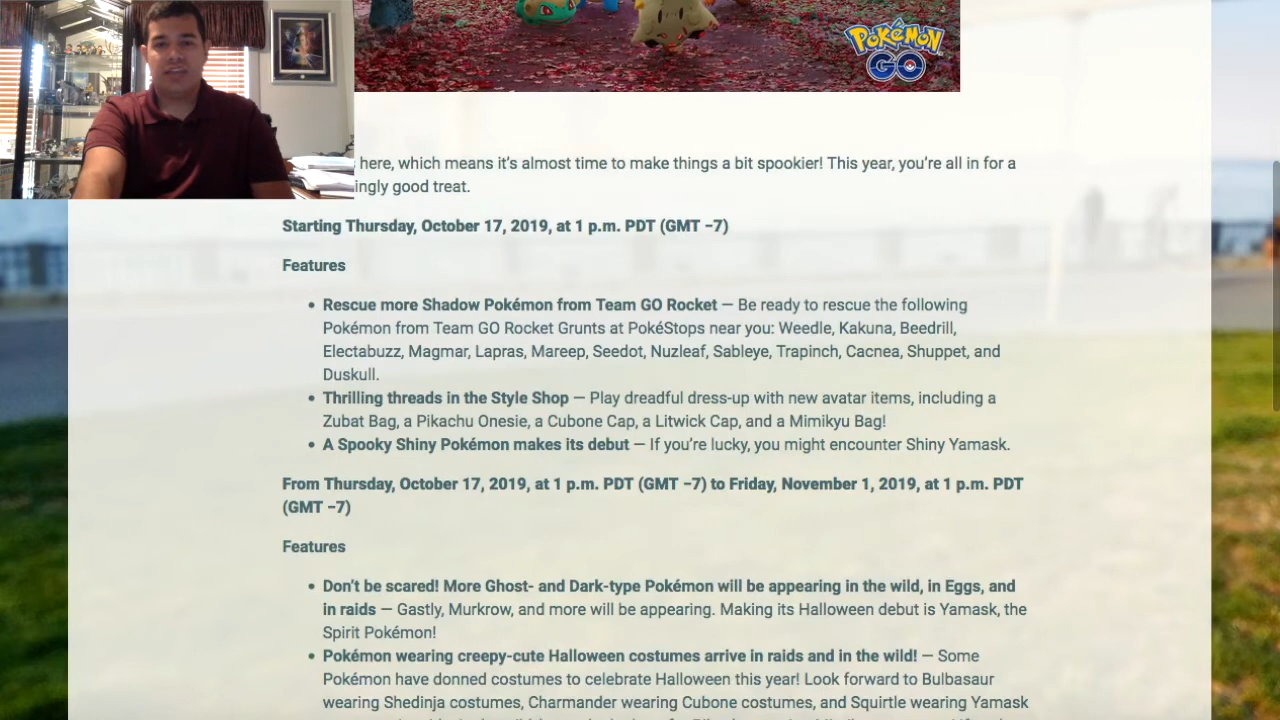 POKéMON
GO
here, which means it's almost time to make things a bit spookier! This year, you're all in for a
ingly good treat.
Starting Thursday, October 17, 2019, at 1 p.m. PDT (GMT −7)
Features
• Rescue more Shadow Pokémon from Team GO Rocket — Be ready to rescue the following
Pokémon from Team GO Rocket Grunts at PokéStops near you: Weedle, Kakuna, Beedrill,
Electabuzz, Magmar, Lapras, Mareep, Seedot, Nuzleaf, Sableye, Trapinch, Cacnea, Shuppet, and
Duskull.
• Thrilling threads in the Style Shop — Play dreadful dress-up with new avatar items, including a
Zubat Bag, a Pikachu Onesie, a Cubone Cap, a Litwick Cap, and a Mimikyu Bag!
• A Spooky Shiny Pokémon makes its debut — If you're lucky, you might encounter Shiny Yamask.
From Thursday, October 17, 2019, at 1 p.m. PDT (GMT −7) to Friday, November 1, 2019, at 1 p.m. PDT
(GMT −7)
Features
• Don't be scared! More Ghost- and Dark-type Pokémon will be appearing in the wild, in Eggs, and
in raids — Gastly, Murkrow, and more will be appearing. Making its Halloween debut is Yamask, the
Spirit Pokémon!
• Pokémon wearing creepy-cute Halloween costumes arrive in raids and in the wild! — Some
Pokémon have donned costumes to celebrate Halloween this year! Look forward to Bulbasaur
wearing Shedinja costumes, Charmander wearing Cubone costumes, and Squirtle wearing Yamask